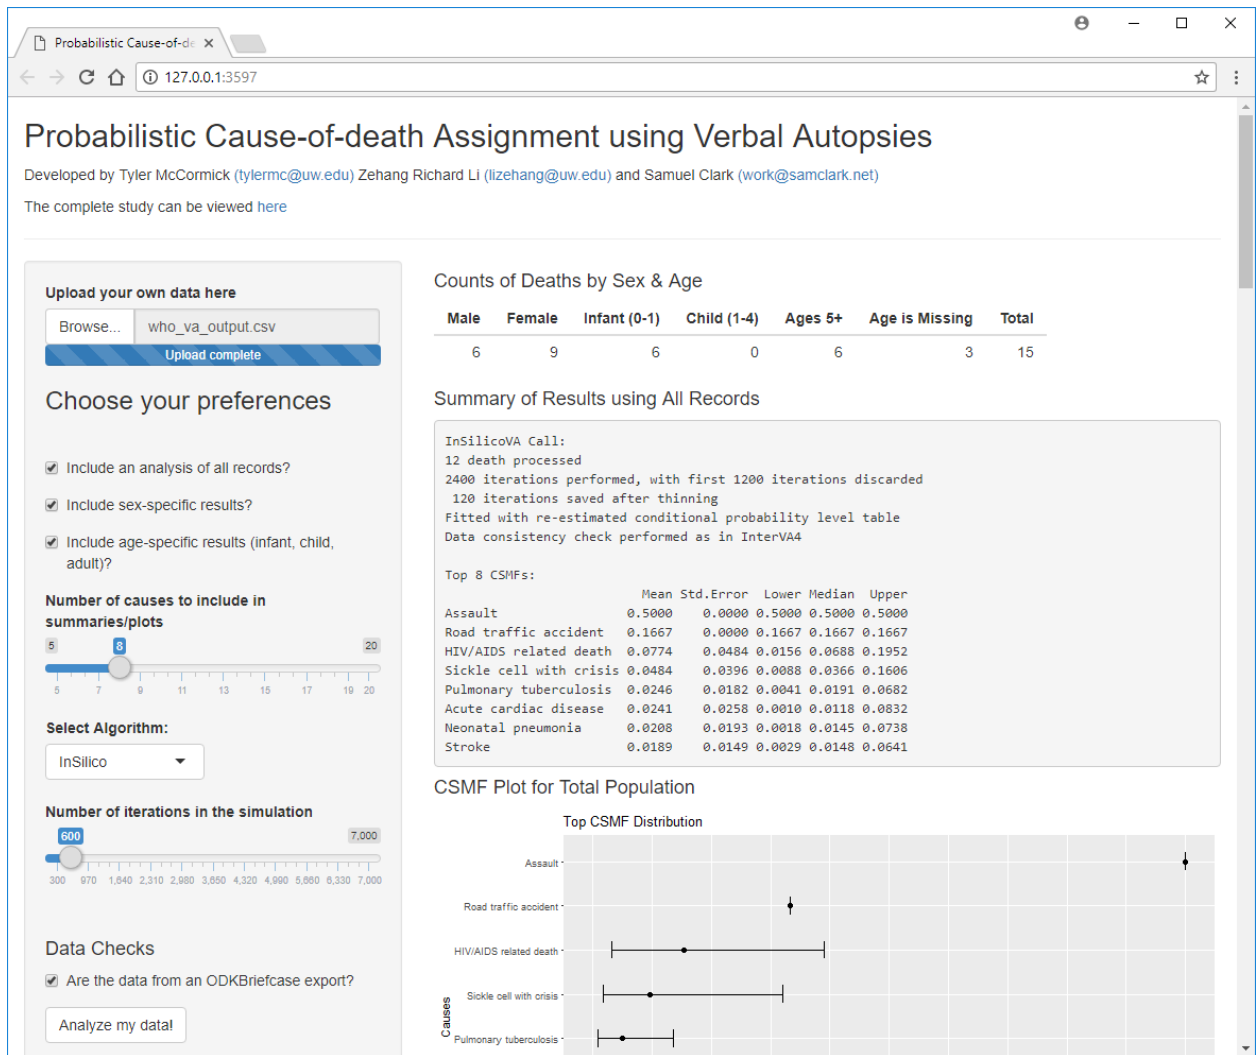 Probabilistic Cause-of-de
127.0.0.1:3597
Probabilistic Cause-of-death Assignment using Verbal Autopsies
Developed by Tyler McCormick (tylermc@uw.edu) Zehang Richard Li (lizehang@uw.edu) and Samuel Clark (work@samclark.net)
The complete study can be viewed here
Upload your own data here
Browse... who_va_output.csv
Upload complete
Choose your preferences
Include an analysis of all records?
Include sex-specific results?
Include age-specific results (infant, child,
adult)?
Number of causes to include in
summaries/plots
5 8 20
5 7 9 11 13 15 17 19 20
Select Algorithm:
InSilico
Number of iterations in the simulation
600 7,000
300 970 1,640 2,310 2,980 3,650 4,320 4,990 5,660 6,330 7,000
Data Checks
Are the data from an ODKBriefcase export?
Analyze my data!
Counts of Deaths by Sex & Age
Male Female Infant (0-1) Child (1-4) Ages 5+ Age is Missing Total
6 9 6 0 6 3 15
Summary of Results using All Records
InSilicoVA Call:
12 death processed
2400 iterations performed, with first 1200 iterations discarded
120 iterations saved after thinning
Fitted with re-estimated conditional probability level table
Data consistency check performed as in InterVA4
Top 8 CSMFs:
Mean Std.Error Lower Median Upper
Assault 0.5000 0.0000 0.5000 0.5000 0.5000
Road traffic accident 0.1667 0.0000 0.1667 0.1667 0.1667
HIV/AIDS related death 0.0774 0.0484 0.0156 0.0688 0.1952
Sickle cell with crisis 0.0484 0.0396 0.0088 0.0366 0.1606
Pulmonary tuberculosis 0.0246 0.0182 0.0041 0.0191 0.0682
Acute cardiac disease 0.0241 0.0258 0.0010 0.0118 0.0832
Neonatal pneumonia 0.0208 0.0193 0.0018 0.0145 0.0738
Stroke 0.0189 0.0149 0.0029 0.0148 0.0641
CSMF Plot for Total Population
Top CSMF Distribution
Assault
Road traffic accident
HIV/AIDS related death
Sickle cell with crisis
Pulmonary tuberculosis
Causes